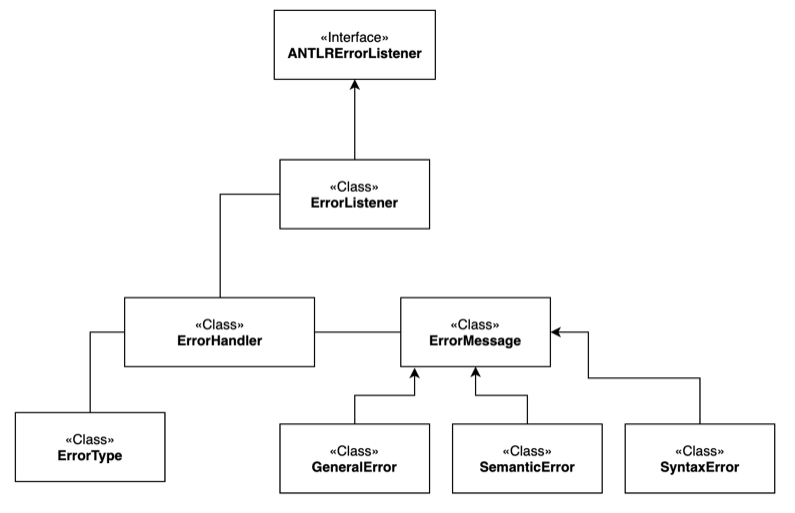 «Interface»
ANTLRErrorListener
«Class»
ErrorListener
«Class»
ErrorHandler
«Class»
ErrorMessage
«Class»
ErrorType
«Class»
GeneralError
«Class»
SemanticError
«Class»
SyntaxError